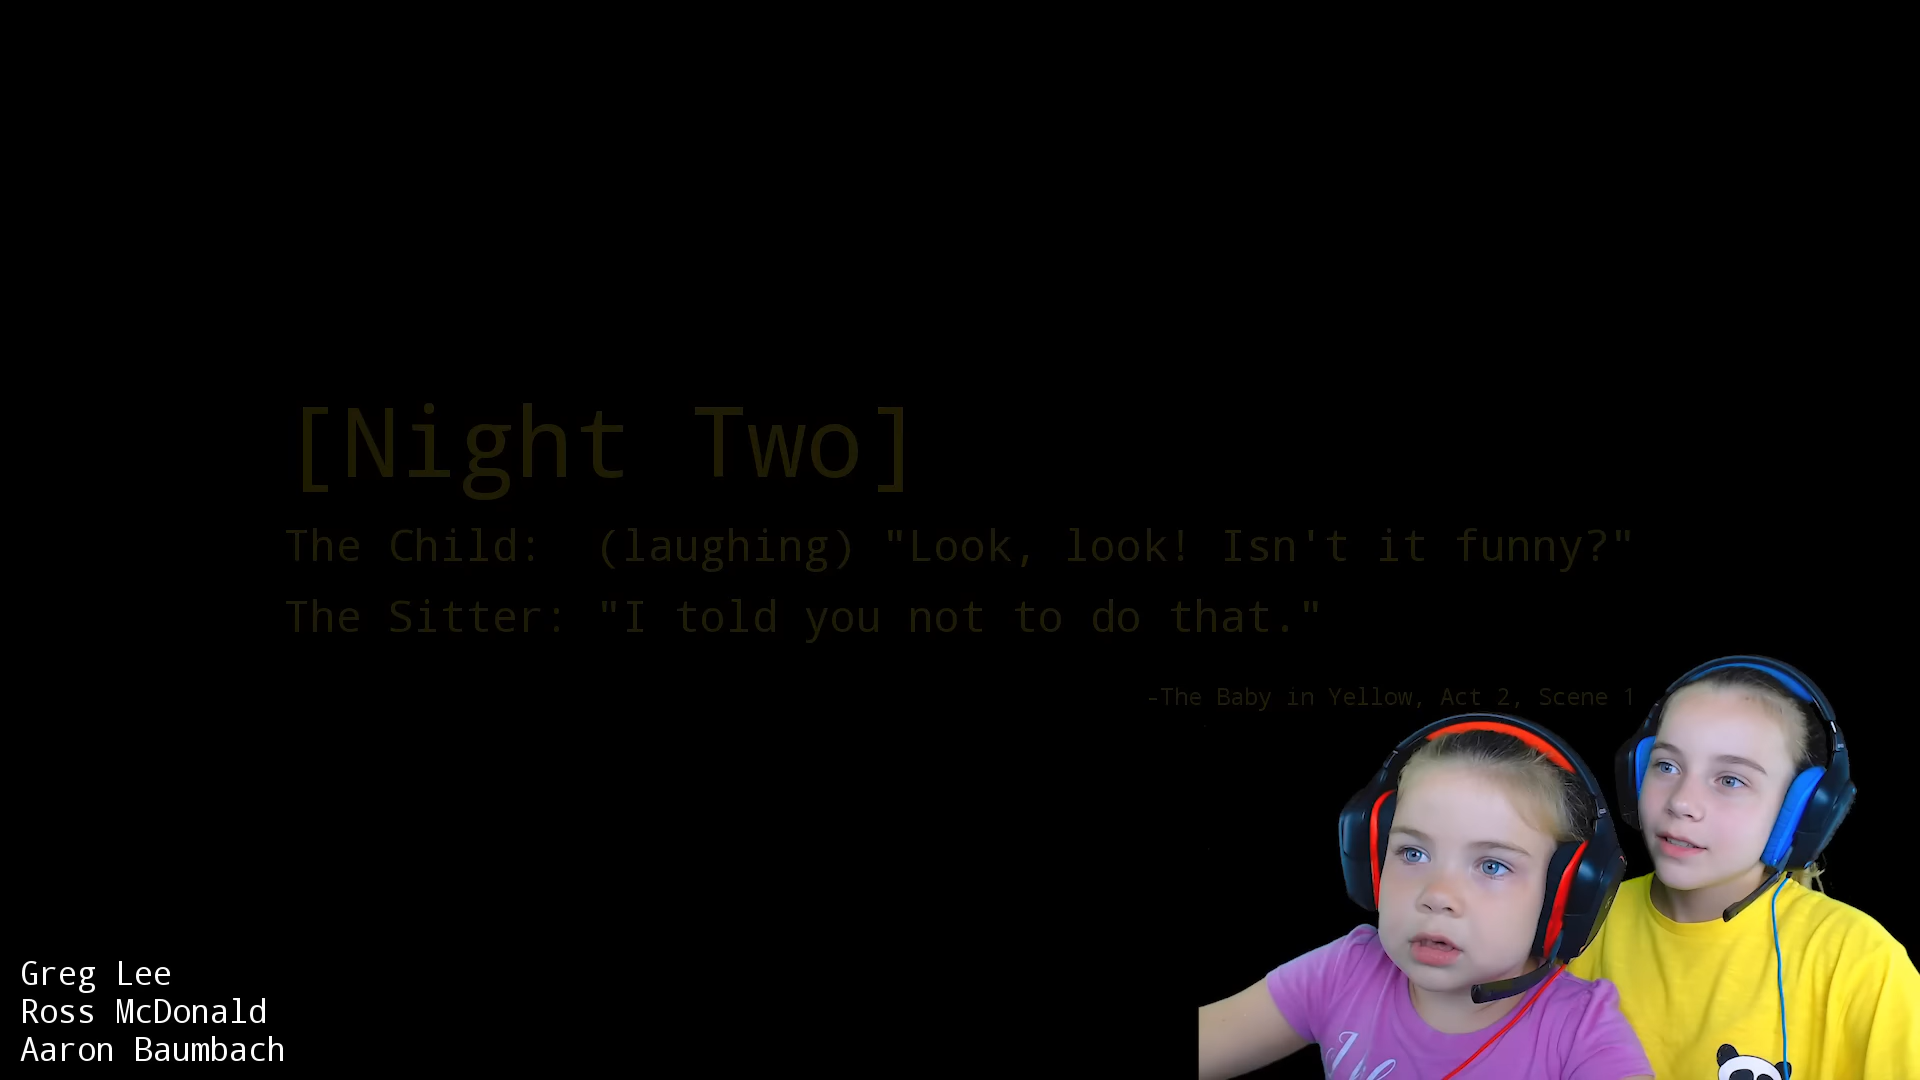 [Night Two]
The Child: (laughing) "Look, look! Isn't it funny?"
The Sitter: "I told you not to do that."
-The Baby in Yellow, Act 2, Scene 1
Greg Lee
Ross McDonald
Aaron Baumbach